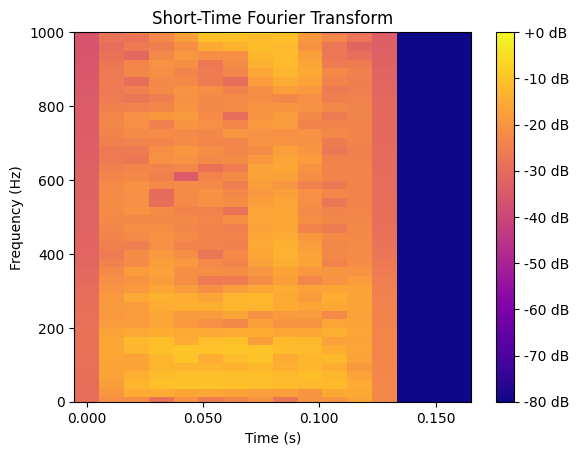 Short-Time Fourier Transform
Frequency (Hz)
1000
800
600
400
200
0
0.000
0.050
0.100
0.150
Time (s)
+0 dB
-10 dB
-20 dB
-30 dB
-40 dB
-50 dB
-60 dB
-70 dB
-80 dB